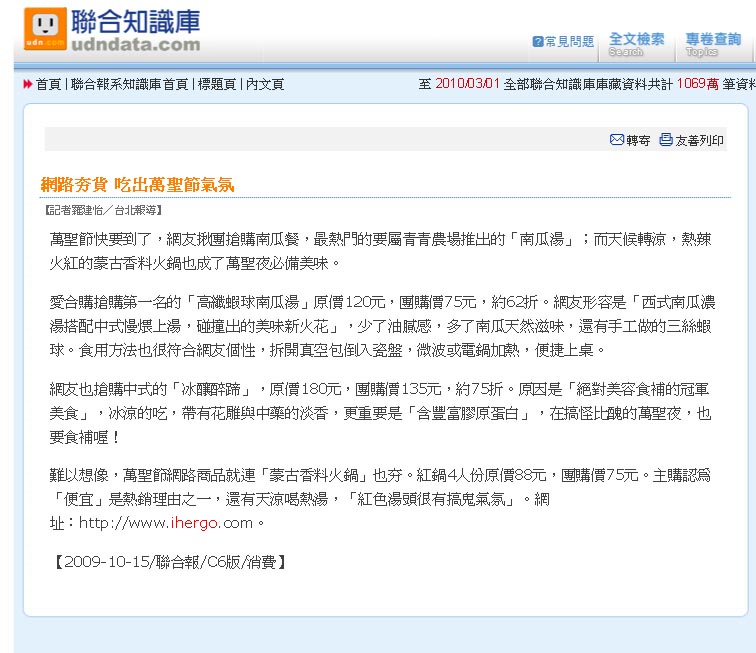 聯合知識庫
udn.com
udndata.com
?常見問題
全文檢索
Search
專卷查詢
Topics
首頁 | 聯合報系知識庫首頁 | 標題頁 | 內文頁
至 2010/03/01 全部聯合知識庫庫藏資料共計 1069萬 筆資料
轉寄 友善列印
網路夯貨 吃出萬聖節氣氛
【記者羅建怡／台北報導】
萬聖節快要到了，網友揪團搶購南瓜餐，最熱門的要屬青青農場推出的「南瓜湯」；而天候轉涼，熱辣
火紅的蒙古香料火鍋也成了萬聖夜必備美味。
愛合購搶購第一名的「高纖蝦球南瓜湯」原價120元，團購價75元，約62折。網友形容是「西式南瓜濃
湯搭配中式慢煨上湯，碰撞出的美味新火花」，少了油膩感，多了南瓜天然滋味，還有手工做的三絲蝦
球。食用方法也很符合網友個性，拆開真空包倒入瓷盤，微波或電鍋加熱，便捷上桌。
網友也搶購中式的「冰釀醉蹄」，原價180元，團購價135元，約75折。原因是「絕對美容食補的冠軍
美食」，冰涼的吃，帶有花雕與中藥的淡香，更重要是「含豐富膠原蛋白」，在搞怪比醜的萬聖夜，也
要食補喔！
難以想像，萬聖節網路商品就連「蒙古香料火鍋」也夯。紅鍋4人份原價88元，團購價75元。主購認為
「便宜」是熱銷理由之一，還有天涼喝熱湯，「紅色湯頭很有搞鬼氣氛」。網
址：http://www.ihergo.com。
【2009-10-15/聯合報/C6版/消費】